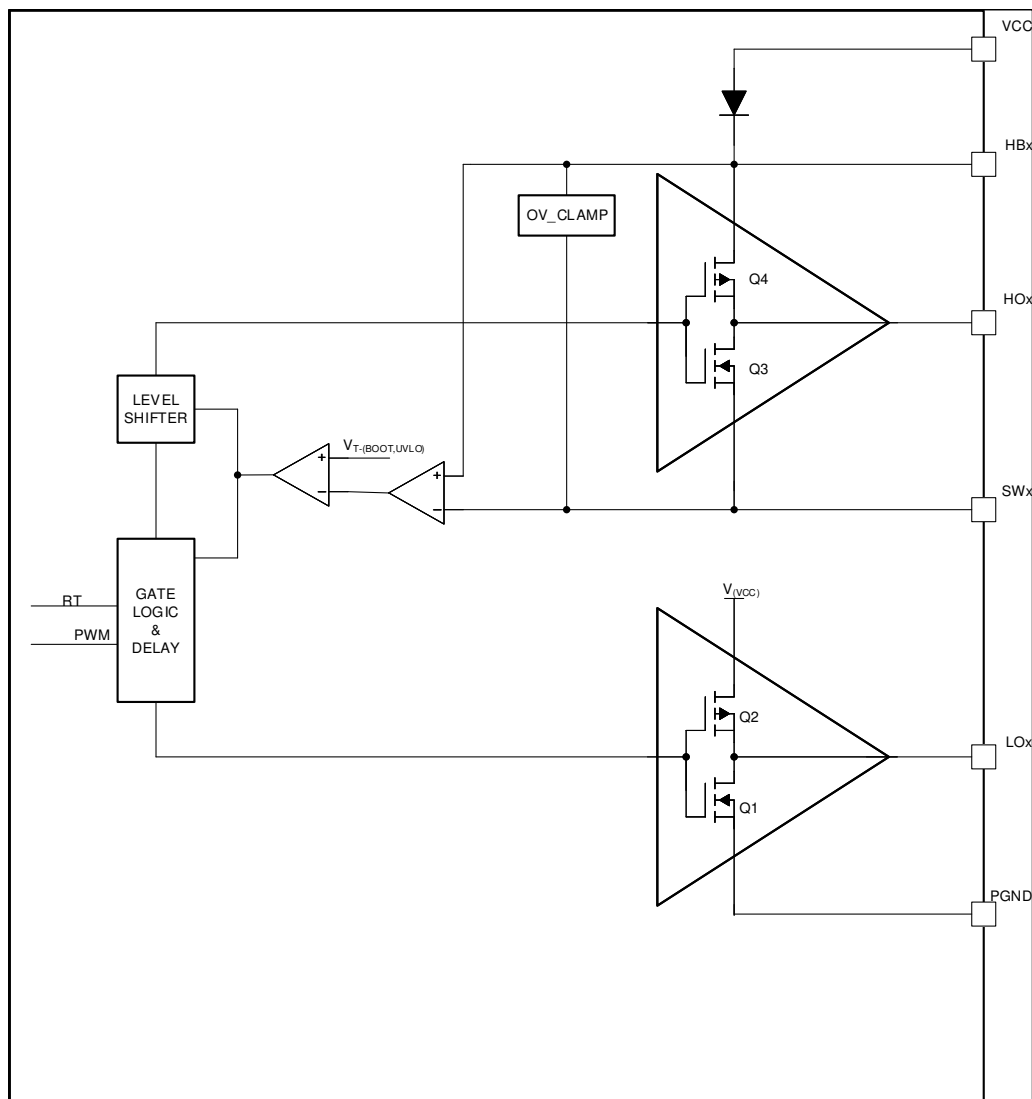 VCC
HBx
OV_CLAMP
Q4
HOx
Q3
LEVEL
SHIFTER
VT-(BOOT,UVLO)
+
−
+
−
SWx
GATE
LOGIC
&
DELAY
RT
PWM
V(VCC)
Q2
LOx
Q1
PGND